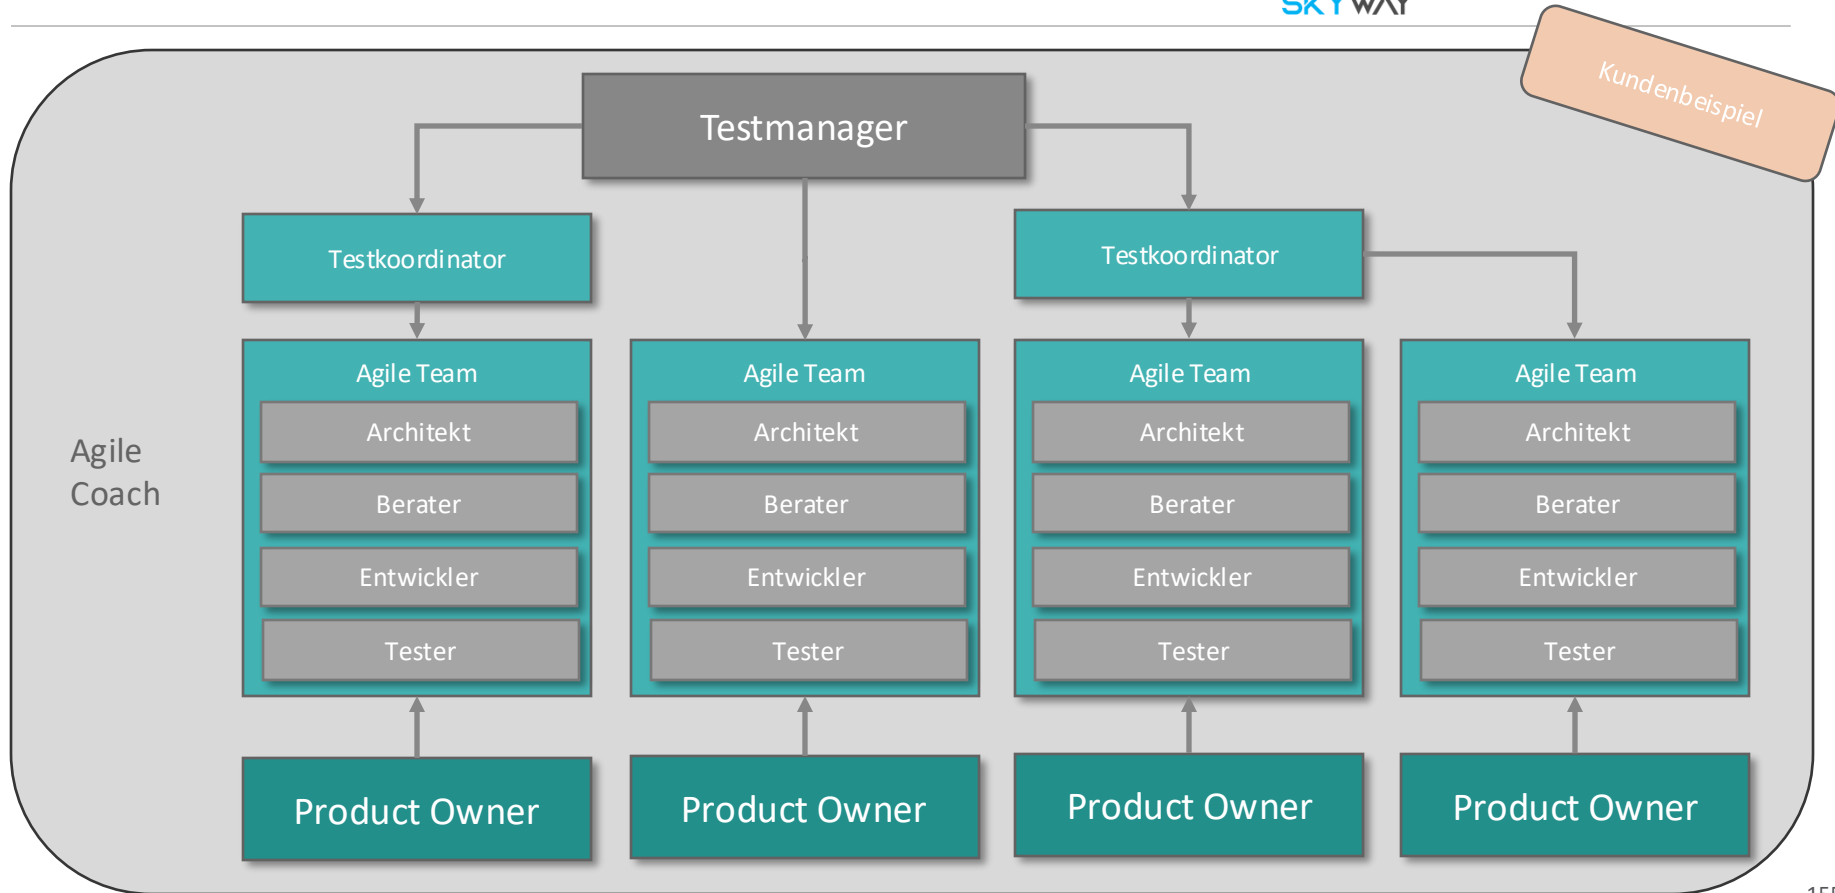 SKYWAY
Kundenbeispiel
Testmanager
Testkoordinator
Testkoordinator
Agile Team
Agile Team
Agile Team
Agile Team
Architekt
Architekt
Architekt
Architekt
Agile
Coach
Berater
Berater
Berater
Berater
Entwickler
Entwickler
Entwickler
Entwickler
Tester
Tester
Tester
Tester
Product Owner
Product Owner
Product Owner
Product Owner